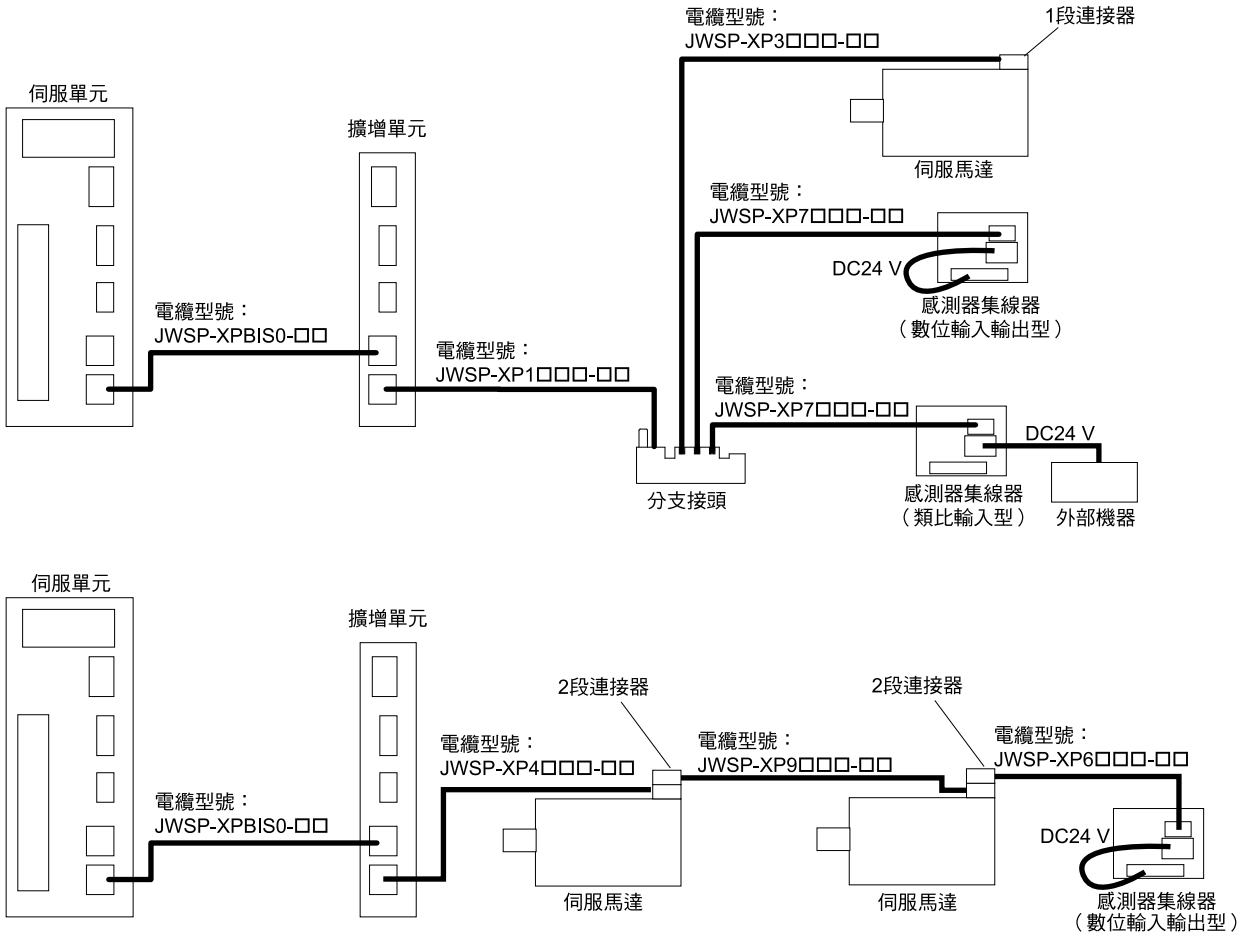 電纜型號：
JWSP-XP3□□□-□□
1段連接器
伺服單元
擴增單元
伺服馬達
電纜型號：
JWSP-XP7□□□-□□
DC24 V
感測器集線器
（數位輸入輸出型）
電纜型號：
JWSP-XPBIS0-□□
電纜型號：
JWSP-XP1□□□-□□
電纜型號：
JWSP-XP7□□□-□□
DC24 V
分支接頭
感測器集線器
（類比輸入型）
外部機器
伺服單元
擴增單元
2段連接器
2段連接器
電纜型號：
JWSP-XP4□□□-□□
電纜型號：
JWSP-XP9□□□-□□
電纜型號：
JWSP-XP6□□□-□□
電纜型號：
JWSP-XPBIS0-□□
DC24 V
伺服馬達
伺服馬達
感測器集線器
（數位輸入輸出型）